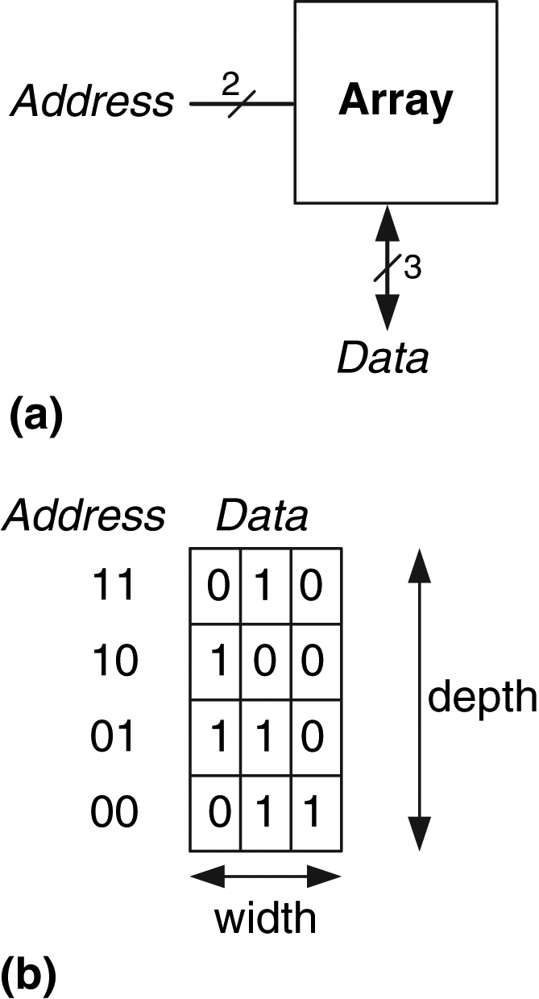 2
Address Array
3
Data
(a)
Address Data
11 0 1 0
10 1 0 0
01 1 1 0
00 0 1 1
depth
width
(b)